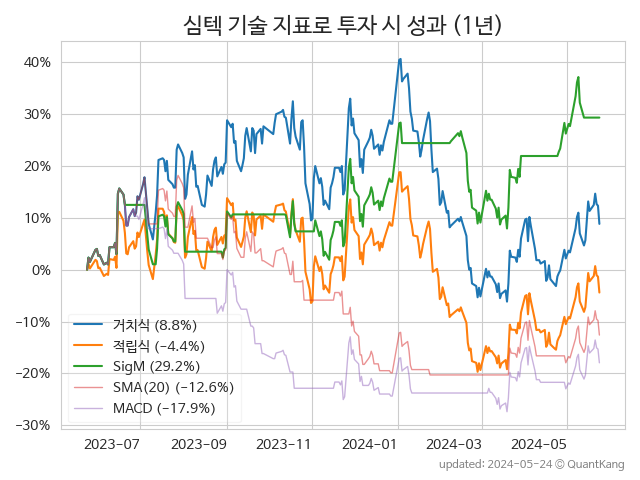 심텍 기술 지표로 투자 시 성과 (1년)
40%
30%
20%
10%
0%
−10%
−20%
−30%
거치식 (8.8%)
적립식 (−4.4%)
SigM (29.2%)
SMA(20) (−12.6%)
MACD (−17.9%)
2023−07
2023−09
2023−11
2024−01
2024−03
2024−05
updated: 2024−05−24 © QuantKang